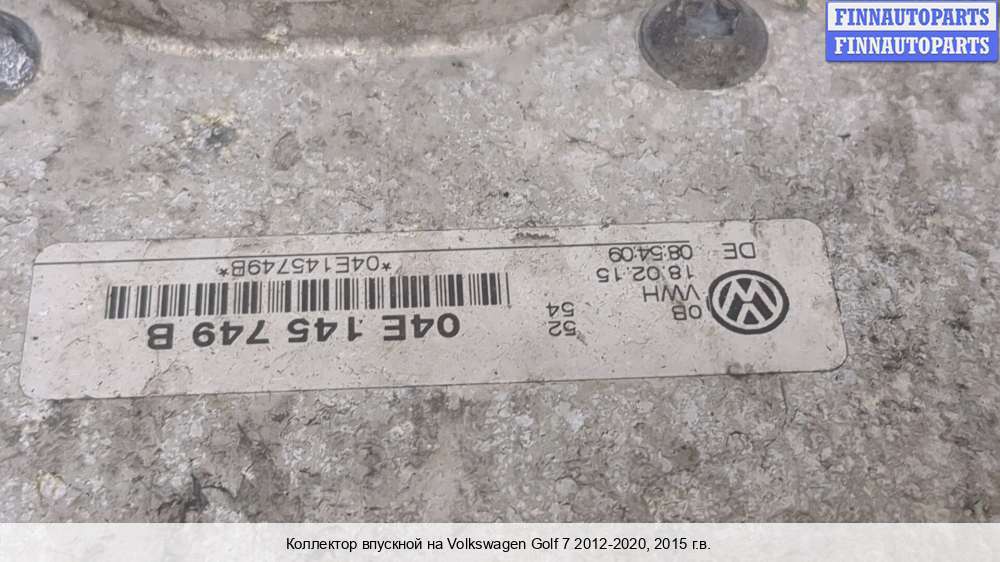 FINNAUTOPARTS
FINNAUTOPARTS
0B
VWH
18.02.15
08:54:09
DE
52
54
04E 145 749 B
*04E145749B*
Коллектор впускной на Volkswagen Golf 7 2012-2020, 2015 г.в.